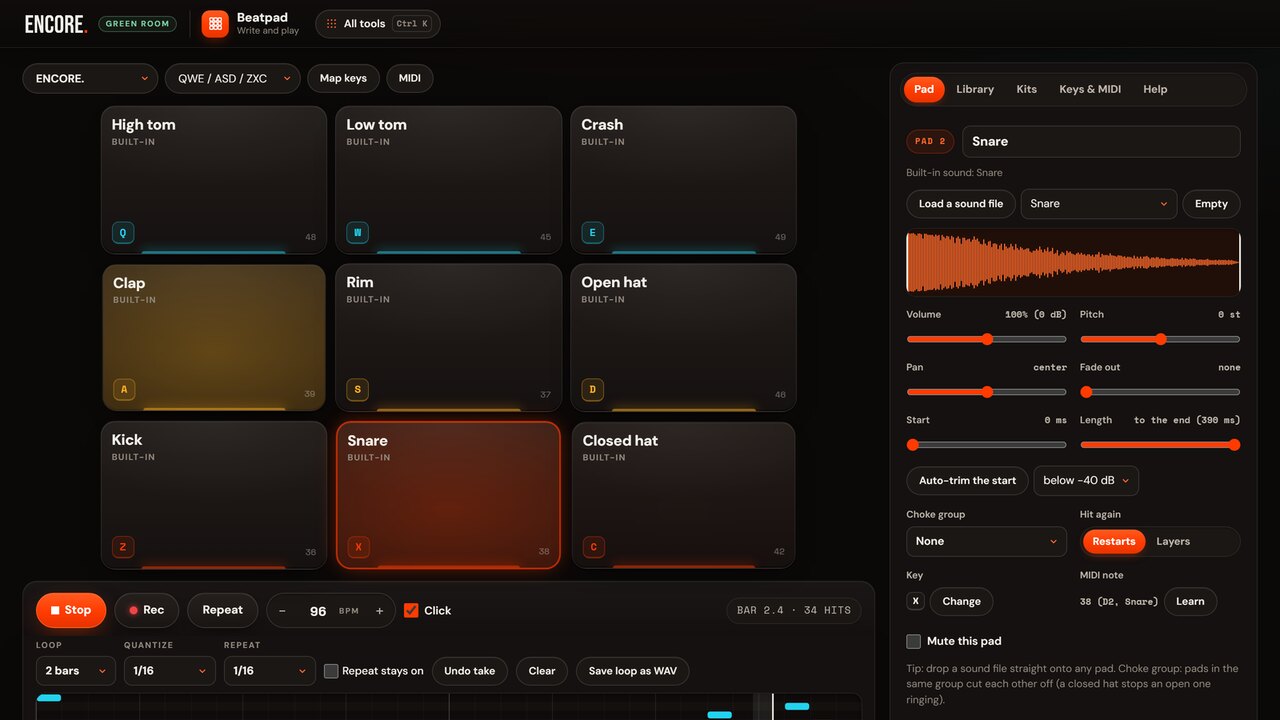 ENCORE. GREEN ROOM Beatpad All tools Ctrl K
Write and play
ENCORE. QWE / ASD / ZXC Map keys MIDI
High tom
BUILT-IN
Q 48
Low tom
BUILT-IN
W 45
Crash
BUILT-IN
E 49
Clap
BUILT-IN
A 39
Rim
BUILT-IN
S 37
Open hat
BUILT-IN
D 46
Kick
BUILT-IN
Z 36
Snare
BUILT-IN
X 38
Closed hat
BUILT-IN
C 42
Stop Rec Repeat − 96 BPM + Click BAR 2.4 · 34 HITS
LOOP QUANTIZE REPEAT
2 bars 1/16 1/16 Repeat stays on Undo take Clear Save loop as WAV
Pad Library Kits Keys & MIDI Help
PAD 2 Snare
Built-in sound: Snare
Load a sound file Snare Empty
Volume 100% (0 dB) Pitch 0 st
Pan center Fade out none
Start 0 ms Length to the end (390 ms)
Auto-trim the start below -40 dB
Choke group Hit again
None Restarts Layers
Key MIDI note
X Change 38 (D2, Snare) Learn
Mute this pad
Tip: drop a sound file straight onto any pad. Choke group: pads in the
same group cut each other off (a closed hat stops an open one
ringing).